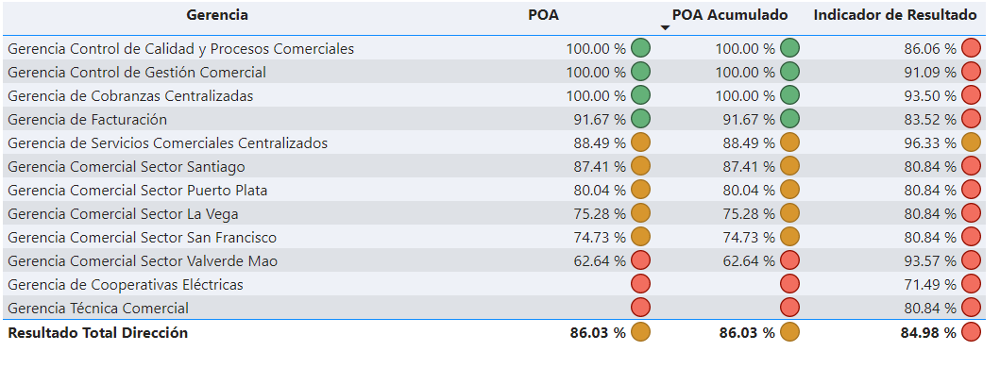 Gerencia POA POA Acumulado Indicador de Resultado
Gerencia Control de Calidad y Procesos Comerciales 100.00 % 100.00 % 86.06 %
Gerencia Control de Gestión Comercial 100.00 % 100.00 % 91.09 %
Gerencia de Cobranzas Centralizadas 100.00 % 100.00 % 93.50 %
Gerencia de Facturación 91.67 % 91.67 % 83.52 %
Gerencia de Servicios Comerciales Centralizados 88.49 % 88.49 % 96.33 %
Gerencia Comercial Sector Santiago 87.41 % 87.41 % 80.84 %
Gerencia Comercial Sector Puerto Plata 80.04 % 80.04 % 80.84 %
Gerencia Comercial Sector La Vega 75.28 % 75.28 % 80.84 %
Gerencia Comercial Sector San Francisco 74.73 % 74.73 % 80.84 %
Gerencia Comercial Sector Valverde Mao 62.64 % 62.64 % 93.57 %
Gerencia de Cooperativas Eléctricas 71.49 %
Gerencia Técnica Comercial 80.84 %
Resultado Total Dirección 86.03 % 86.03 % 84.98 %